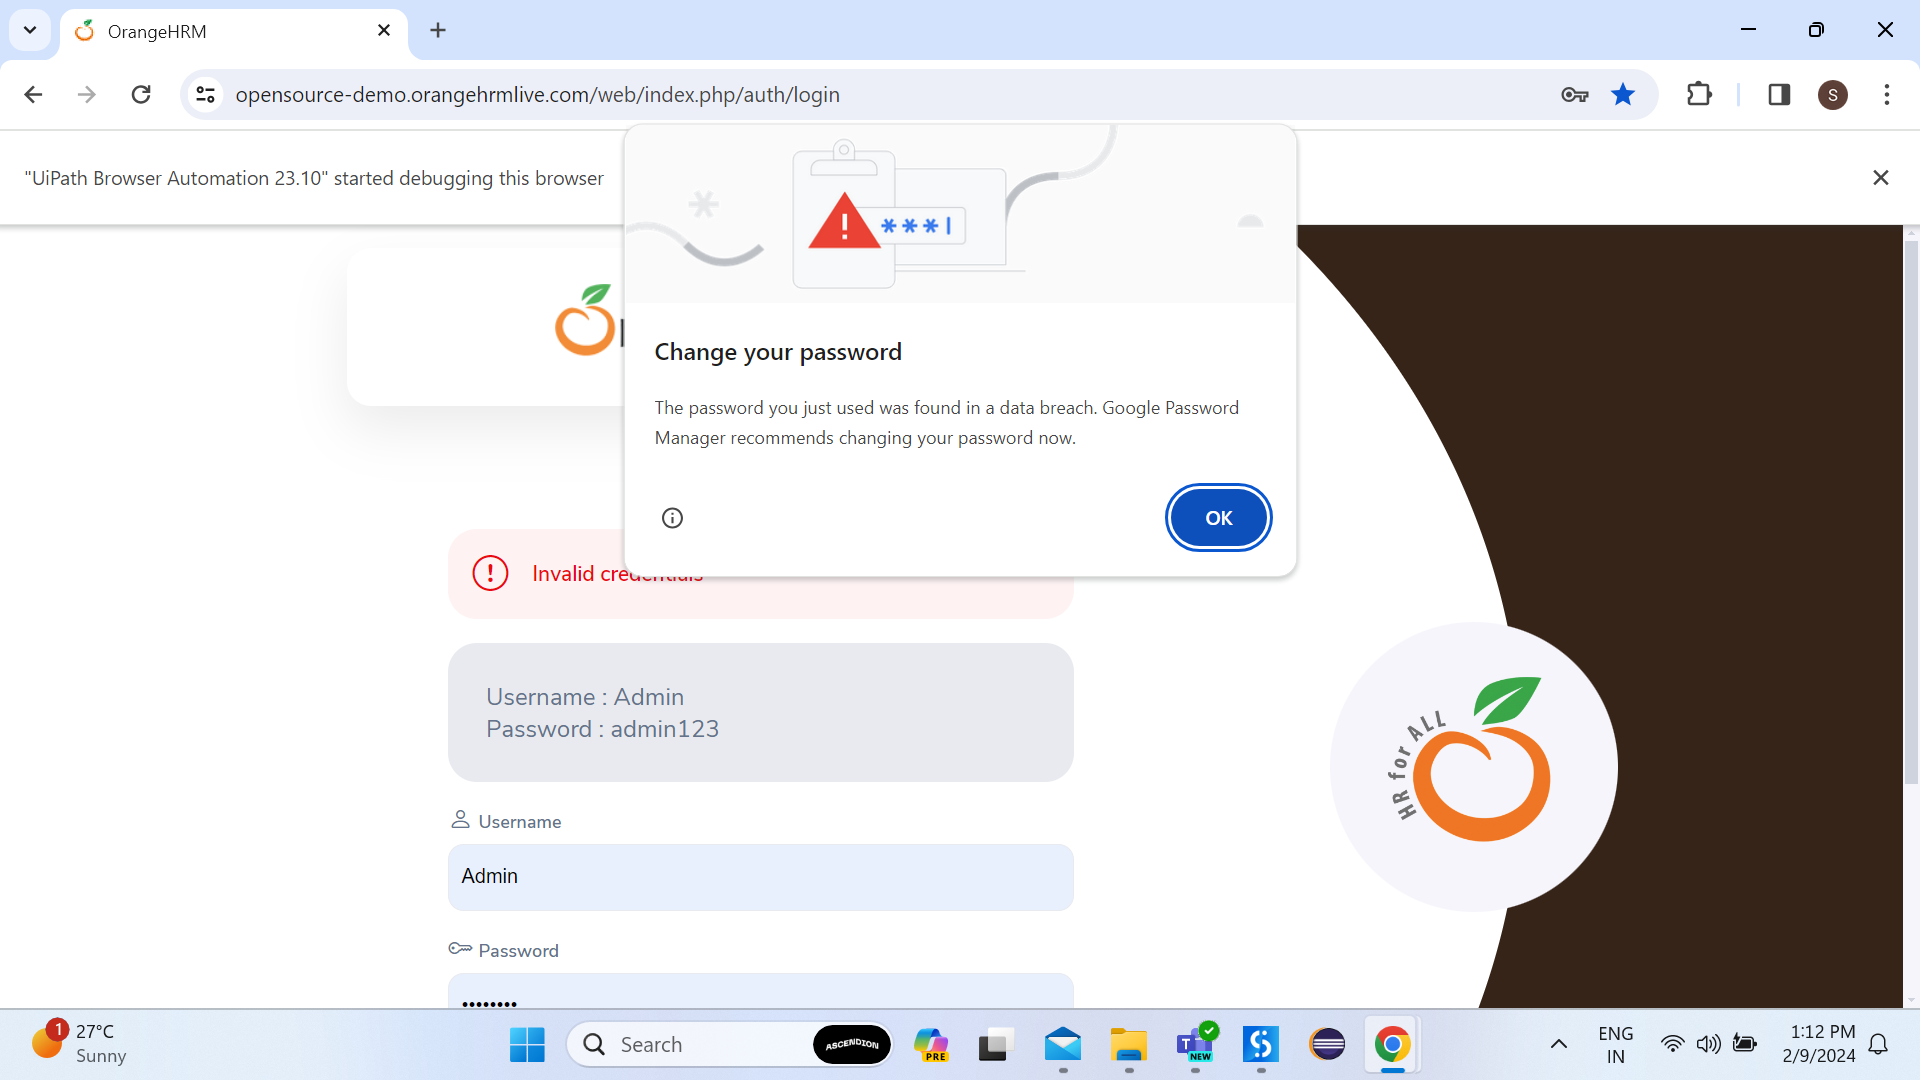 OrangeHRM
opensource-demo.orangehrmlive.com/web/index.php/auth/login
S
"UiPath Browser Automation 23.10" started debugging this browser
***|
Change your password
The password you just used was found in a data breach. Google Password
Manager recommends changing your password now.
OK
Invalid credentials
Username : Admin
Password : admin123
HR for ALL
Username
Admin
Password
••••••••
1
27°C
Sunny
Search
ASCENDION
PRE
T
NEW
ENG
IN
1:12 PM
2/9/2024